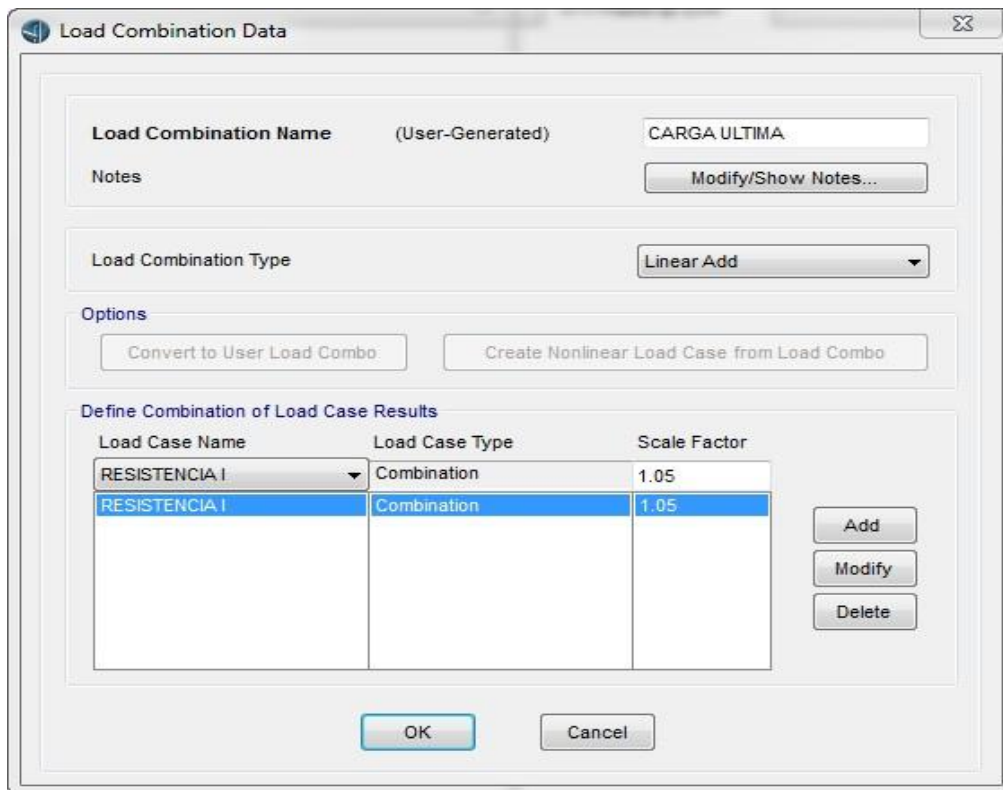 Load Combination Data
Load Combination Name (User-Generated) CARGA ULTIMA
Notes Modify/Show Notes...
Load Combination Type Linear Add
Options
Convert to User Load Combo Create Nonlinear Load Case from Load Combo
Define Combination of Load Case Results
Load Case Name Load Case Type Scale Factor
RESISTENCIA I Combination 1.05
RESISTENCIA I Combination 1.05
Add
Modify
Delete
OK Cancel